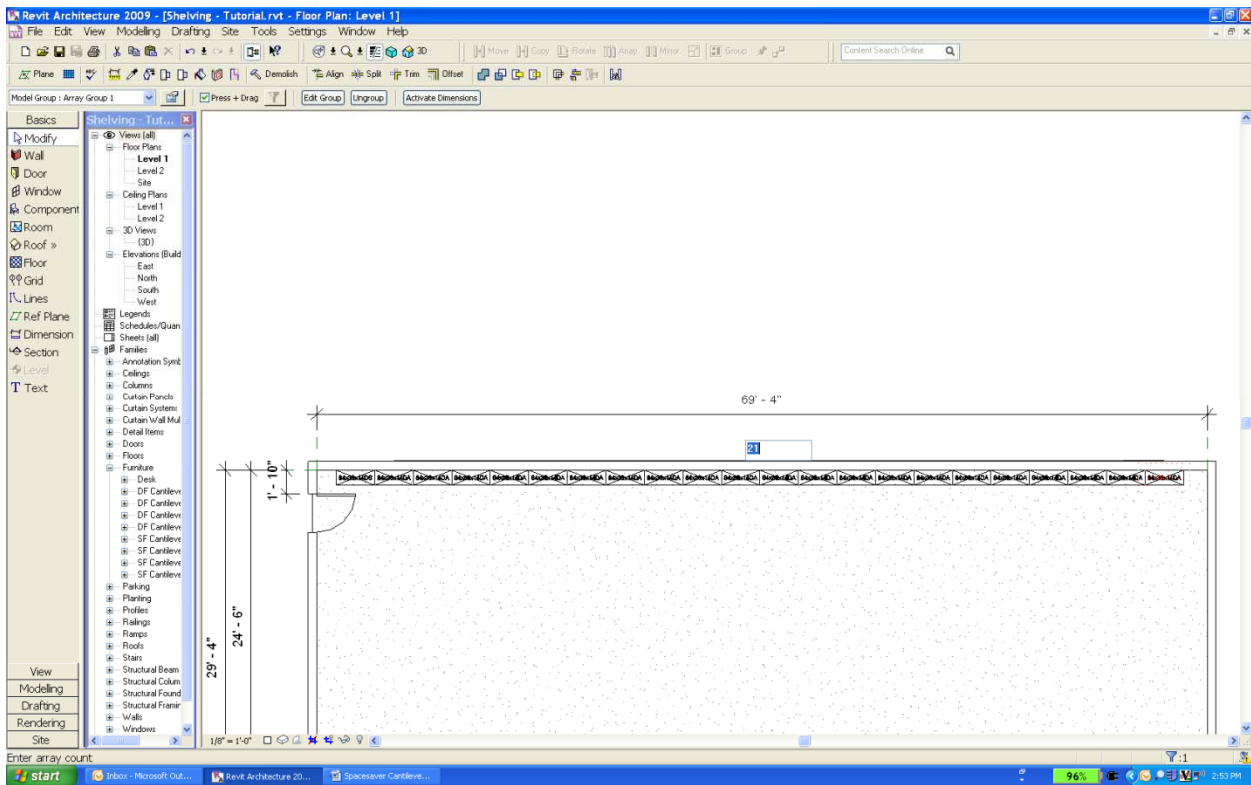 Revit Architecture 2009 - [Shelving - Tutorial.rvt - Floor Plan: Level 1]
File Edit View Modelling Drafting Site Tools Settings Window Help
3D Move Copy Rotate Array Mirror Group Content Search Online
Plane Demolish Align Split Trim Offset
Model Group : Array Group 1 Press + Drag Edit Group Ungroup Activate Dimensions
Basics
Modify
Wall
Door
Window
Component
Room
Roof »
Floor
Grid
Lines
Ref Plane
Dimension
Section
Level
Text
View
Modelling
Drafting
Rendering
Site
Shelving - Tut...
Views (all)
Floor Plans
Level 1
Level 2
Site
Ceiling Plans
Level 1
Level 2
3D Views
{3D}
Elevations (Build
East
North
South
West
Legends
Schedules/Quan
Sheets (all)
Families
Annotation Symb
Ceilings
Columns
Curtain Panels
Curtain Systems
Curtain Wall Mul
Detail Items
Doors
Floors
Furniture
Desk
DF Cantileve
DF Cantileve
DF Cantileve
DF Cantileve
SF Cantileve
SF Cantileve
SF Cantileve
SF Cantileve
Parking
Planting
Profiles
Railings
Ramps
Roofs
Stairs
Structural Beam
Structural Colum
Structural Found
Structural Framir
Walls
Windows
69' - 4"
21
1' - 10"
24' - 6"
29' - 4"
1/8" = 1'-0"
Enter array count
:1
start Inbox - Microsoft Out... Revit Architecture 20... Spacesaver Cantileve... 96% 2:53 PM